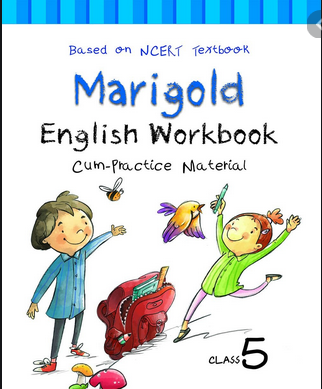 Based on NCERT Textbook
Marigold
English Workbook
Cum-Practice Material
CLASS 5